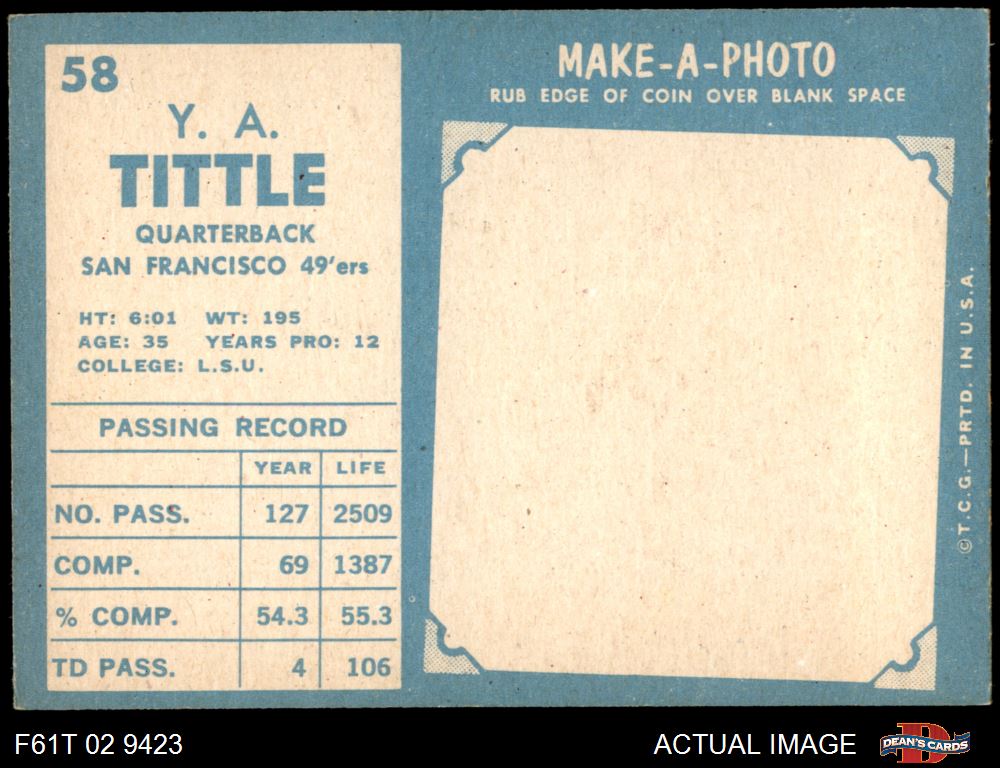 58
Y. A.
TITTLE
QUARTERBACK
SAN FRANCISCO 49'ers
HT: 6:01 WT: 195
AGE: 35 YEARS PRO: 12
COLLEGE: L.S.U.
PASSING RECORD
YEAR LIFE
NO. PASS. 127 2509
COMP. 69 1387
% COMP. 54.3 55.3
TD PASS. 4 106
MAKE-A-PHOTO
RUB EDGE OF COIN OVER BLANK SPACE
©T.C.G.—PRTD. IN U.S.A.
F61T 02 9423
ACTUAL IMAGE
DEAN'S CARDS